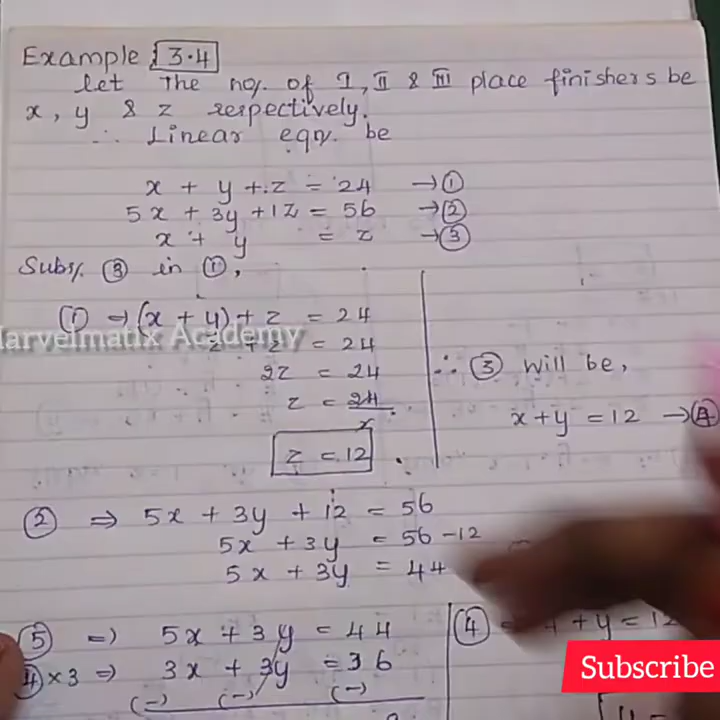 Example 3.4
let The no/. of I, II & III place finishers be
x, y & z respectively.
∴ Linear eqn. be
x + y + z = 24 → ①
5x + 3y + 1z = 56 → ②
x + y = z → ③
Subs/. ③ in ①,
① ⇒ (x + y) + z = 24
Marvelmatix Academy
z + z = 24
2z = 24
z = 24
z = 12
∴ ③ will be,
x + y = 12 → ④
② ⇒ 5x + 3y + 12 = 56
5x + 3y = 56 - 12
5x + 3y = 44
⑤ ⇒ 5x + 3y = 44
④ x 3 ⇒ 3x + 3y = 36
(-) (-) (-)
④ + y = 12
Subscribe